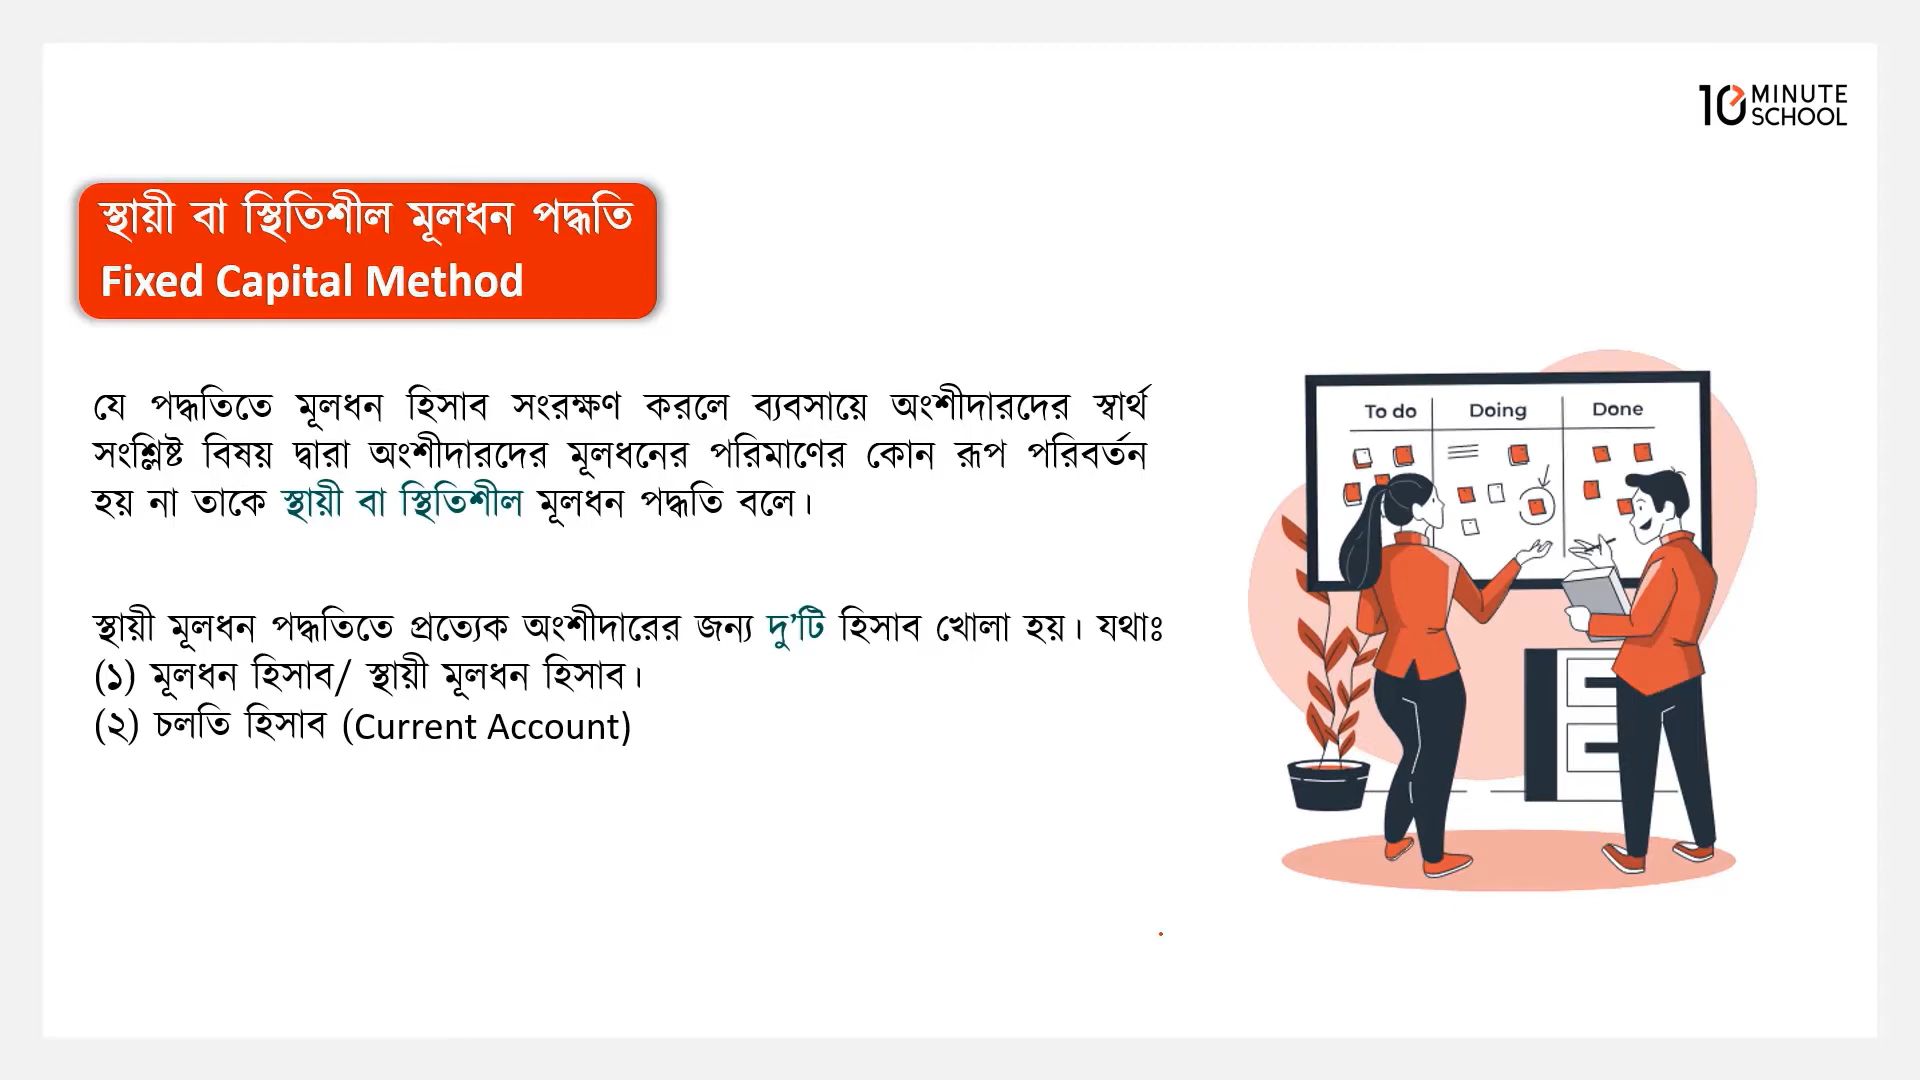 10 MINUTE SCHOOL
স্থায়ী বা স্থিতিশীল মূলধন পদ্ধতি
Fixed Capital Method
যে পদ্ধতিতে মূলধন হিসাব সংরক্ষণ করলে ব্যবসায়ে অংশীদারদের স্বার্থ
সংশ্লিষ্ট বিষয় দ্বারা অংশীদারদের মূলধনের পরিমাণের কোন রূপ পরিবর্তন
হয় না তাকে স্থায়ী বা স্থিতিশীল মূলধন পদ্ধতি বলে।
স্থায়ী মূলধন পদ্ধতিতে প্রত্যেক অংশীদারের জন্য দু’টি হিসাব খোলা হয়। যথাঃ
(১) মূলধন হিসাব/ স্থায়ী মূলধন হিসাব।
(২) চলতি হিসাব (Current Account)
To do Doing Done